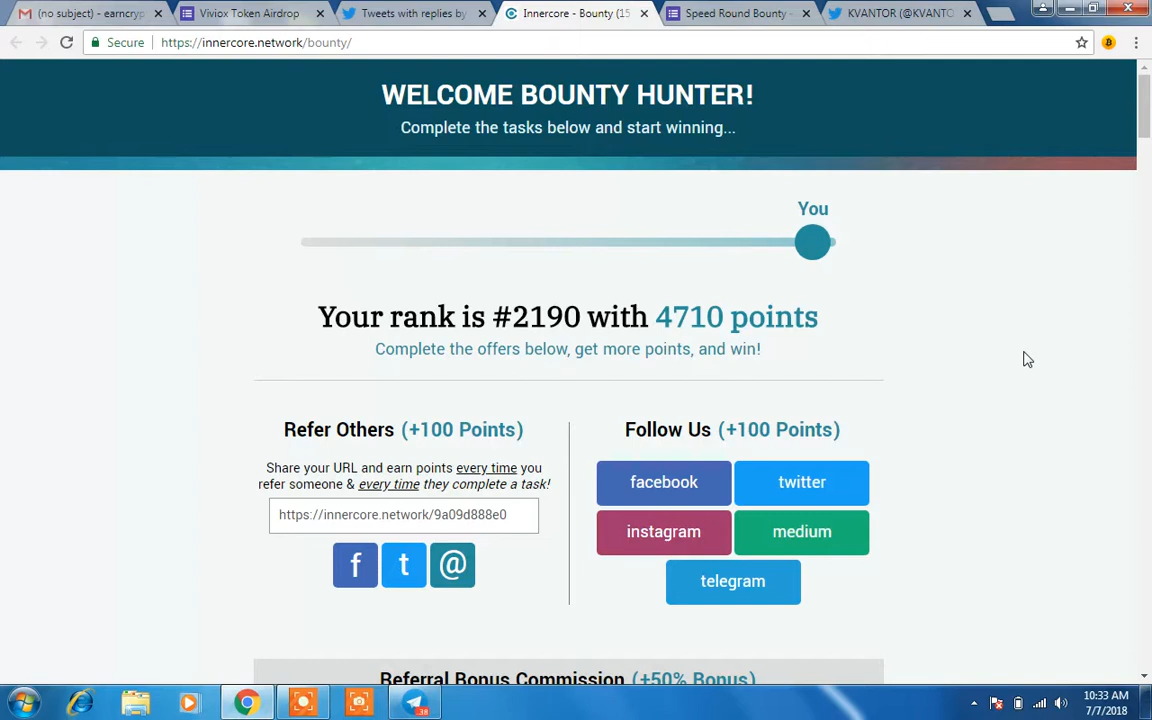 (no subject) - earncryp
Viviox Token Airdrop
Tweets with replies by
Innercore - Bounty (15
Speed Round Bounty -
KVANTOR (@KVANTO
Secure
https://innercore.network/bounty/
WELCOME BOUNTY HUNTER!
Complete the tasks below and start winning...
You
Your rank is #2190 with 4710 points
Complete the offers below, get more points, and win!
Refer Others (+100 Points)
Share your URL and earn points every time you
refer someone & every time they complete a task!
https://innercore.network/9a09d888e0
f t @
Follow Us (+100 Points)
facebook twitter
instagram medium
telegram
Referral Bonus Commission (+50% Bonus)
38
10:33 AM
7/7/2018